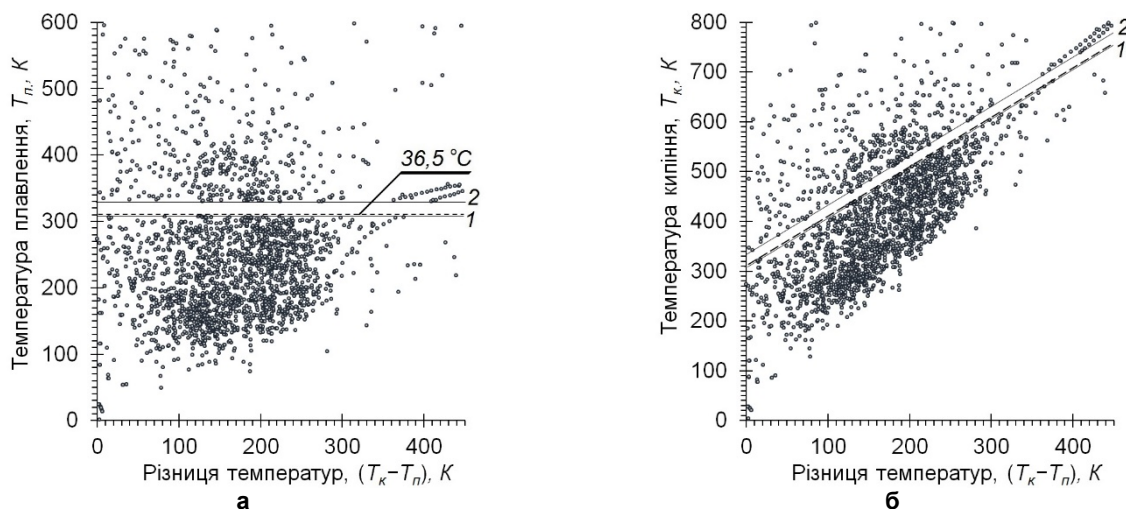 600
500
400
300
200
100
0
Температура плавлення, Tп, К
36,5 °C
2
1
0 100 200 300 400
Різниця температур, (Tк−Tп), К
а
800
700
600
500
400
300
200
100
0
Температура кипіння, Tк, К
2
1
0 100 200 300 400
Різниця температур, (Tк−Tп), К
б